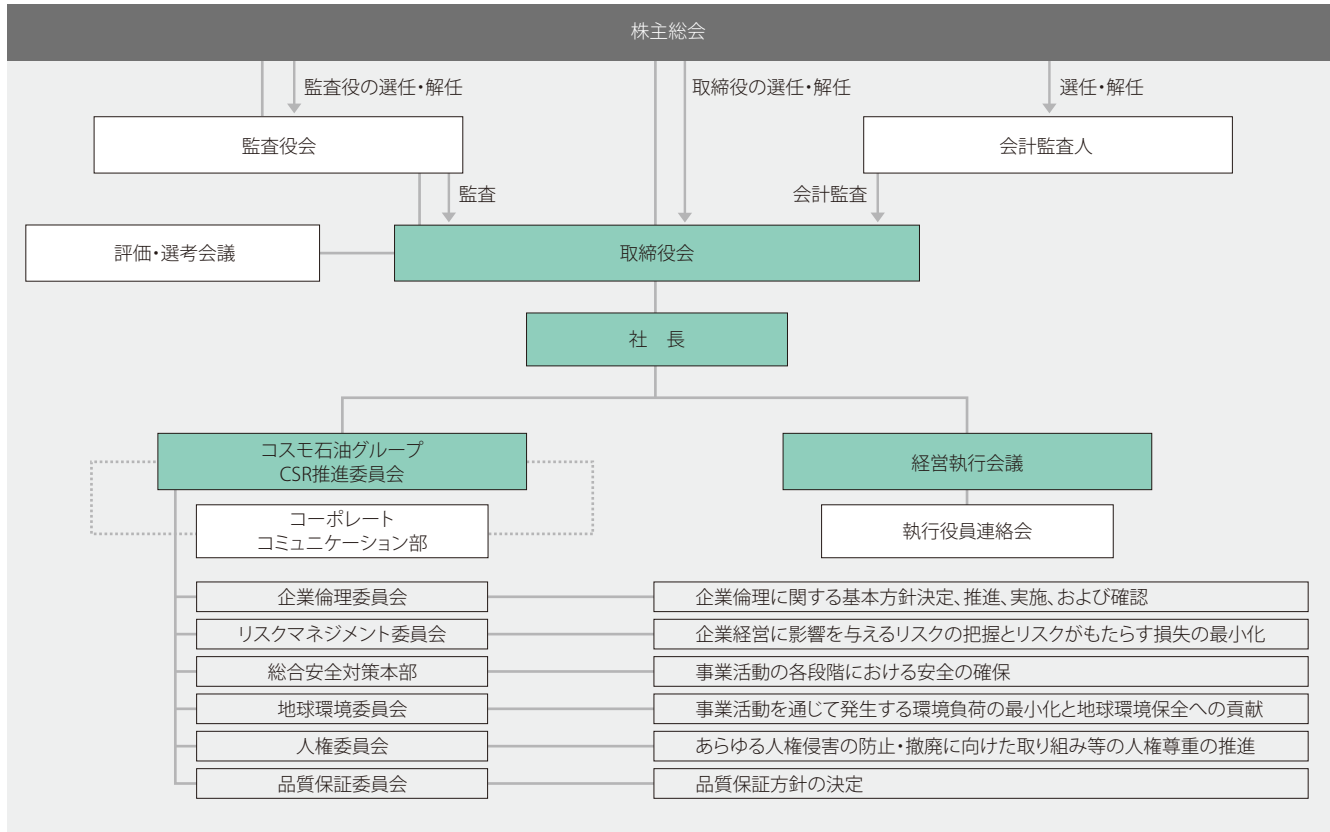 株主総会
監査役の選任・解任
取締役の選任・解任
選任・解任
監査役会
会計監査人
監査
会計監査
評価・選考会議
取締役会
社　長
コスモ石油グループ
CSR推進委員会
経営執行会議
コーポレート
コミュニケーション部
執行役員連絡会
企業倫理委員会
企業倫理に関する基本方針決定、推進、実施、および確認
リスクマネジメント委員会
企業経営に影響を与えるリスクの把握とリスクがもたらす損失の最小化
総合安全対策本部
事業活動の各段階における安全の確保
地球環境委員会
事業活動を通じて発生する環境負荷の最小化と地球環境保全への貢献
人権委員会
あらゆる人権侵害の防止・撤廃に向けた取り組み等の人権尊重の推進
品質保証委員会
品質保証方針の決定